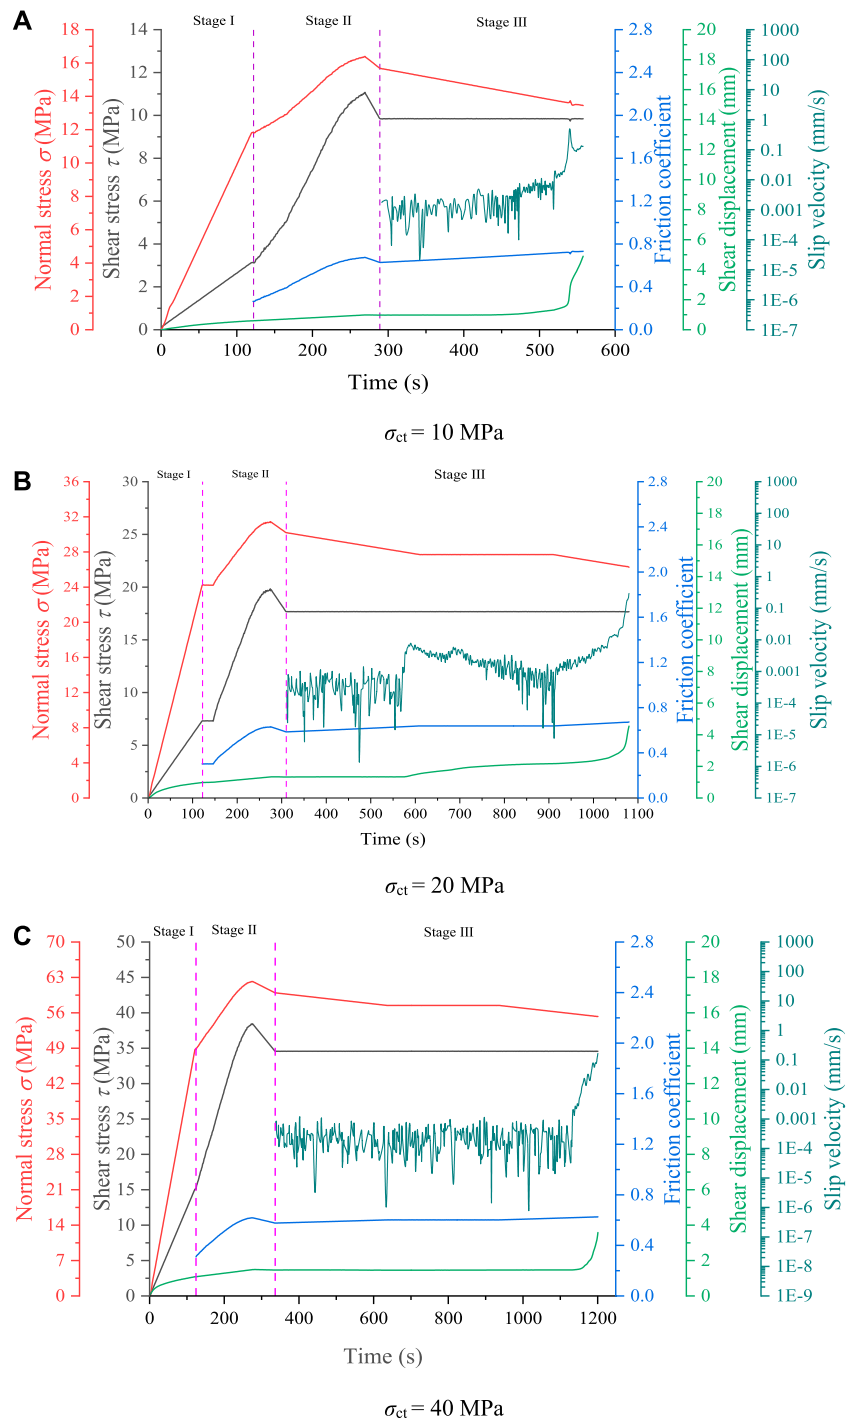 A
Stage I
Stage II
Stage III
Normal stress σ (MPa)
18
16
14
12
10
8
6
4
2
0
Shear stress τ (MPa)
14
12
10
8
6
4
2
0
Friction coefficient
2.8
2.4
2.0
1.6
1.2
0.8
0.4
0.0
Shear displacement (mm)
20
18
16
14
12
10
8
6
4
2
0
Slip velocity (mm/s)
1000
100
10
1
0.1
0.01
0.001
1E-4
1E-5
1E-6
1E-7
0 100 200 300 400 500 600
Time (s)
σct = 10 MPa
B
Stage I
Stage II
Stage III
Normal stress σ (MPa)
36
32
28
24
20
16
12
8
4
0
Shear stress τ (MPa)
30
27
25
22
20
17
15
12
10
7
5
2
0
Friction coefficient
2.8
2.4
2.0
1.6
1.2
0.8
0.4
0.0
Shear displacement (mm)
20
18
16
14
12
10
8
6
4
2
0
Slip velocity (mm/s)
1000
100
10
1
0.1
0.01
0.001
1E-4
1E-5
1E-6
1E-7
0 100 200 300 400 500 600 700 800 900 1000 1100
Time (s)
σct = 20 MPa
C
Stage I
Stage II
Stage III
Normal stress σ (MPa)
70
63
56
49
42
35
28
21
14
7
0
Shear stress τ (MPa)
50
45
40
35
30
25
20
15
10
5
0
Friction coefficient
2.8
2.4
2.0
1.6
1.2
0.8
0.4
0.0
Shear displacement (mm)
20
18
16
14
12
10
8
6
4
2
0
Slip velocity (mm/s)
1000
100
10
1
0.1
0.01
0.001
1E-4
1E-5
1E-6
1E-7
1E-8
1E-9
0 200 400 600 800 1000 1200
Time (s)
σct = 40 MPa